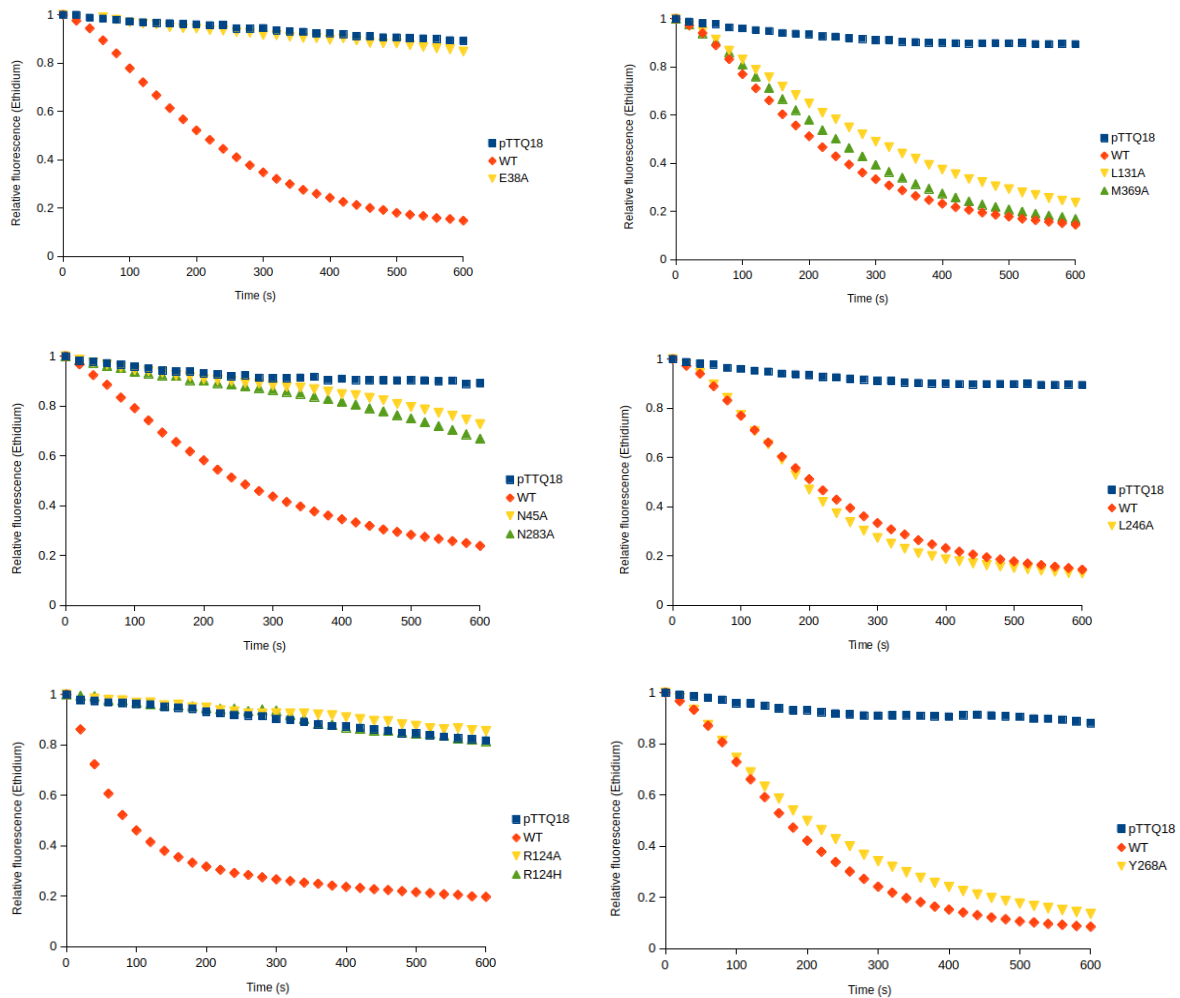 Relative fluorescence (Ethidium)
1
0.8
0.6
0.4
0.2
0
0 100 200 300 400 500 600
Time (s)
pTTQ18
WT
E38A
Relative fluorescence (Ethidium)
1
0.8
0.6
0.4
0.2
0
0 100 200 300 400 500 600
Time (s)
pTTQ18
WT
L131A
M369A
Relative fluorescence (Ethidium)
1
0.8
0.6
0.4
0.2
0
0 100 200 300 400 500 600
Time (s)
pTTQ18
WT
N45A
N283A
Relative fluorescence (Ethidium)
1
0.8
0.6
0.4
0.2
0
0 100 200 300 400 500 600
Time (s)
pTTQ18
WT
L246A
Relative fluorescence (Ethidium)
1
0.8
0.6
0.4
0.2
0
0 100 200 300 400 500 600
Time (s)
pTTQ18
WT
R124A
R124H
Relative fluorescence (Ethidium)
1
0.8
0.6
0.4
0.2
0
0 100 200 300 400 500 600
Time (s)
pTTQ18
WT
Y268A